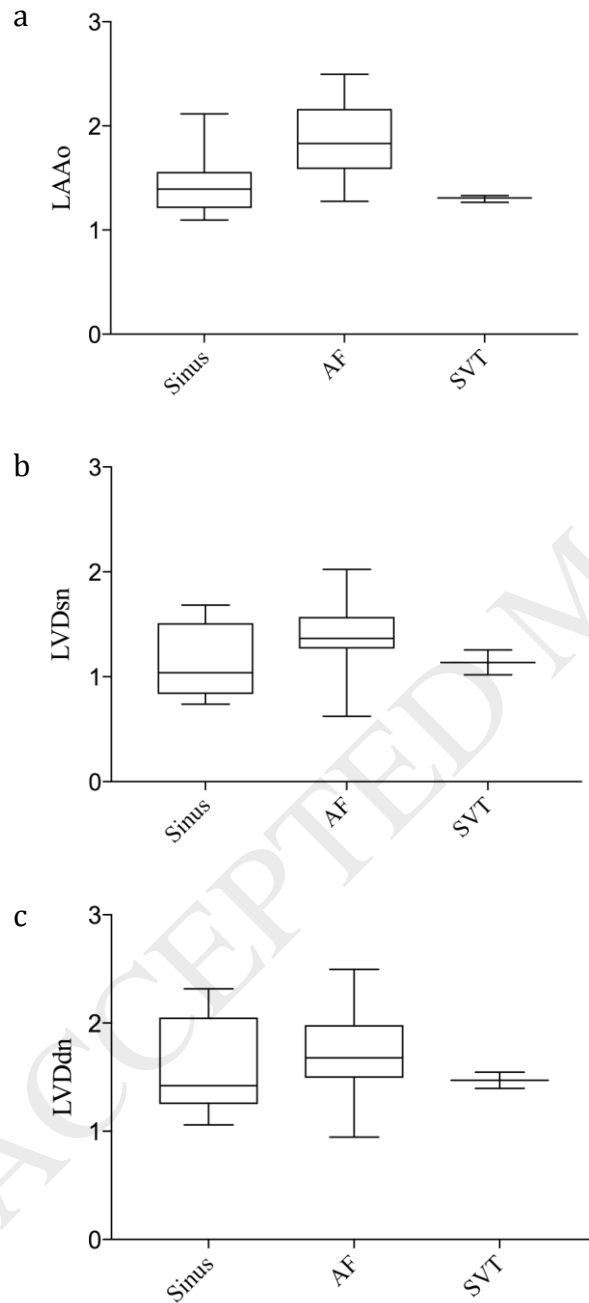 a
3
2
1
0
LAAo
Sinus
AF
SVT
b
3
2
1
0
LVDsn
Sinus
AF
SVT
c
3
2
1
0
LVDdn
Sinus
AF
SVT
ACCEPTED M